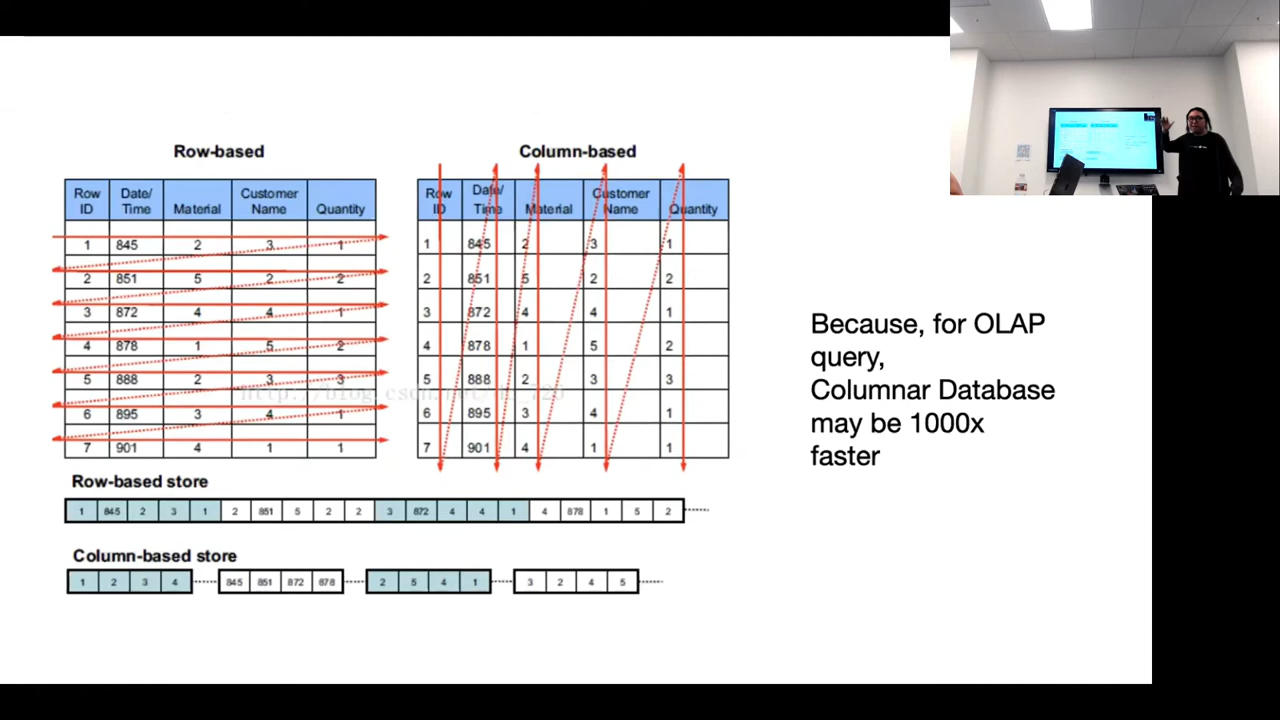 Row-based
Row ID Date/ Time Material Customer Name Quantity
1 845 2 3 1
2 851 5 2 2
3 872 4 4 1
4 878 1 5 2
5 888 2 3 3
6 895 3 4 1
7 901 4 1 1
Column-based
Row ID Date/ Time Material Customer Name Quantity
1 845 2 3 1
2 851 5 2 2
3 872 4 4 1
4 878 1 5 2
5 888 2 3 3
6 895 3 4 1
7 901 4 1 1
Row-based store
1 845 2 3 1 2 851 5 2 2 3 872 4 4 1 4 878 1 5 2
Column-based store
1 2 3 4 845 851 872 878 2 5 4 1 3 2 4 5
Because, for OLAP
query,
Columnar Database
may be 1000x
faster